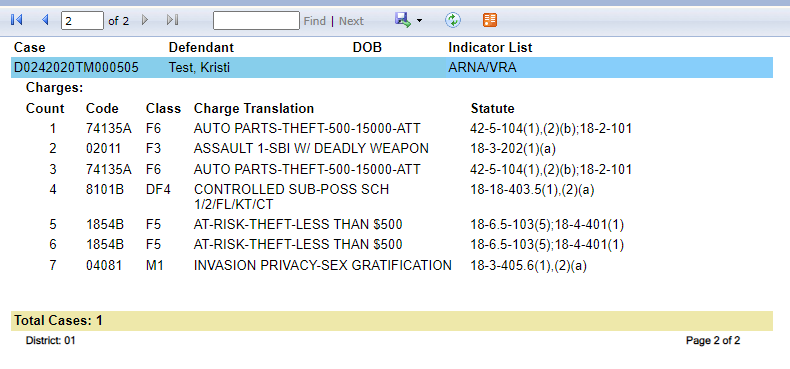 2 of 2 Find | Next
Case Defendant DOB Indicator List
D0242020TM000505 Test, Kristi ARNA/VRA
Charges:
Count Code Class Charge Translation Statute
1 74135A F6 AUTO PARTS-THEFT-500-15000-ATT 42-5-104(1),(2)(b);18-2-101
2 02011 F3 ASSAULT 1-SBI W/ DEADLY WEAPON 18-3-202(1)(a)
3 74135A F6 AUTO PARTS-THEFT-500-15000-ATT 42-5-104(1),(2)(b);18-2-101
4 8101B DF4 CONTROLLED SUB-POSS SCH 18-18-403.5(1),(2)(a)
1/2/FL/KT/CT
5 1854B F5 AT-RISK-THEFT-LESS THAN $500 18-6.5-103(5);18-4-401(1)
6 1854B F5 AT-RISK-THEFT-LESS THAN $500 18-6.5-103(5);18-4-401(1)
7 04081 M1 INVASION PRIVACY-SEX GRATIFICATION 18-3-405.6(1),(2)(a)
Total Cases: 1
District: 01 Page 2 of 2